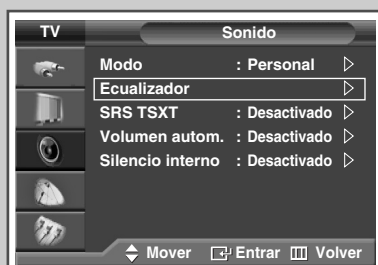 TV Sonido
Modo : Personal
Ecualizador
SRS TSXT : Desactivado
Volumen autom. : Desactivado
Silencio interno : Desactivado
Mover Entrar Volver